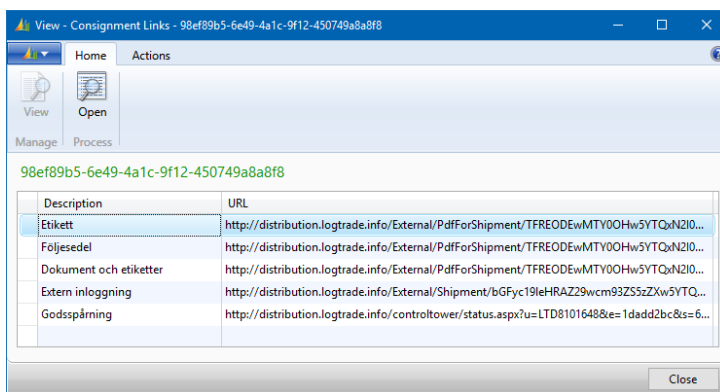 View - Consignment Links - 98ef89b5-6e49-4a1c-9f12-450749a8a8f8
Home Actions
View Open
Manage Process
98ef89b5-6e49-4a1c-9f12-450749a8a8f8
Description URL
Etikett http://distribution.logtrade.info/External/PdfForShipment/TFREODEwMTY0OHw5YTQxN2I0...
Följesedel http://distribution.logtrade.info/External/PdfForShipment/TFREODEwMTY0OHw5YTQxN2I0...
Dokument och etiketter http://distribution.logtrade.info/External/PdfForShipment/TFREODEwMTY0OHw5YTQxN2I0...
Extern inloggning http://distribution.logtrade.info/External/Shipment/bGFyc19leHRAZ29wcm93ZS5zZXw5YTQ...
Godsspårning http://distribution.logtrade.info/controltower/status.aspx?u=LTD8101648&e=1dadd2bc&s=6...
Close